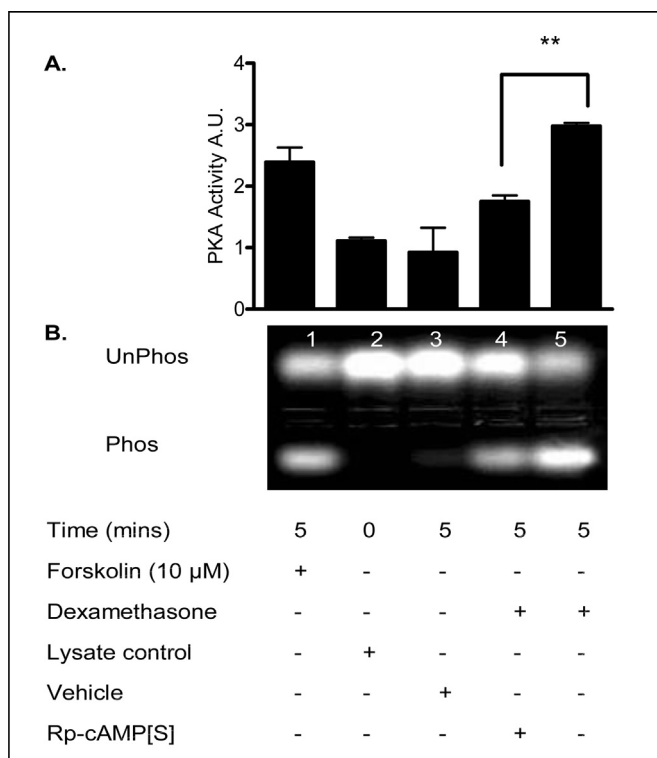 A.
**
4
3
2
1
0
PKA Activity A.U.
B.
1 2 3 4 5
UnPhos
Phos
Time (mins) 5 0 5 5 5
Forskolin (10 µM) + - - - -
Dexamethasone - - - + +
Lysate control - + - - -
Vehicle - - + - -
Rp-cAMP[S] - - - + -